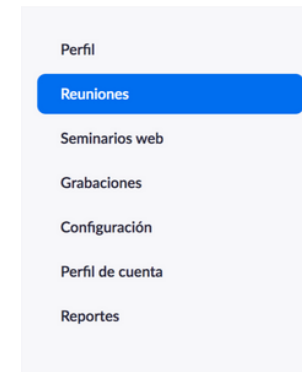 Perfil
Reuniones
Seminarios web
Grabaciones
Configuración
Perfil de cuenta
Reportes